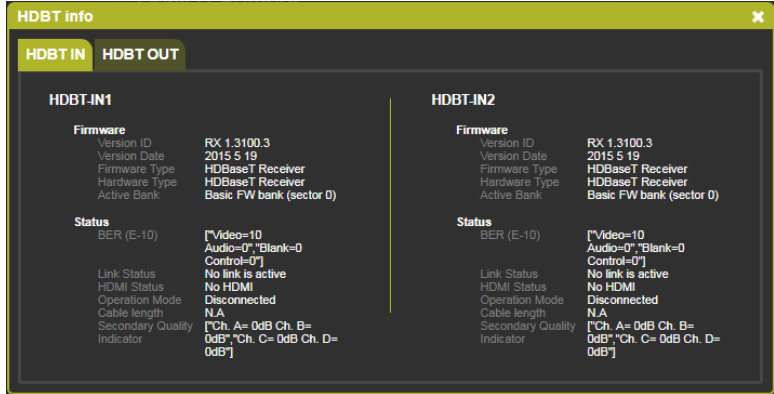 HDBT info
HDBT IN HDBT OUT
HDBT-IN1
Firmware
Version ID RX 1.3100.3
Version Date 2015 5 19
Firmware Type HDBaseT Receiver
Hardware Type HDBaseT Receiver
Active Bank Basic FW bank (sector 0)
Status
BER (E-10) ["Video=10
Audio=0","Blank=0
Control=0"]
Link Status No link is active
HDMI Status No HDMI
Operation Mode Disconnected
Cable length N.A
Secondary Quality ["Ch. A= 0dB Ch. B=
Indicator 0dB","Ch. C= 0dB Ch. D=
0dB"]
HDBT-IN2
Firmware
Version ID RX 1.3100.3
Version Date 2015 5 19
Firmware Type HDBaseT Receiver
Hardware Type HDBaseT Receiver
Active Bank Basic FW bank (sector 0)
Status
BER (E-10) ["Video=10
Audio=0","Blank=0
Control=0"]
Link Status No link is active
HDMI Status No HDMI
Operation Mode Disconnected
Cable length N.A
Secondary Quality ["Ch. A= 0dB Ch. B=
Indicator 0dB","Ch. C= 0dB Ch. D=
0dB"]